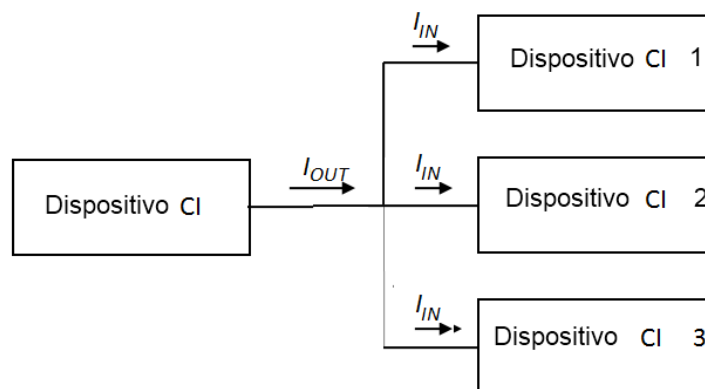 I_IN
Dispositivo CI 1
I_OUT
I_IN
Dispositivo CI
Dispositivo CI 2
I_IN
Dispositivo CI 3